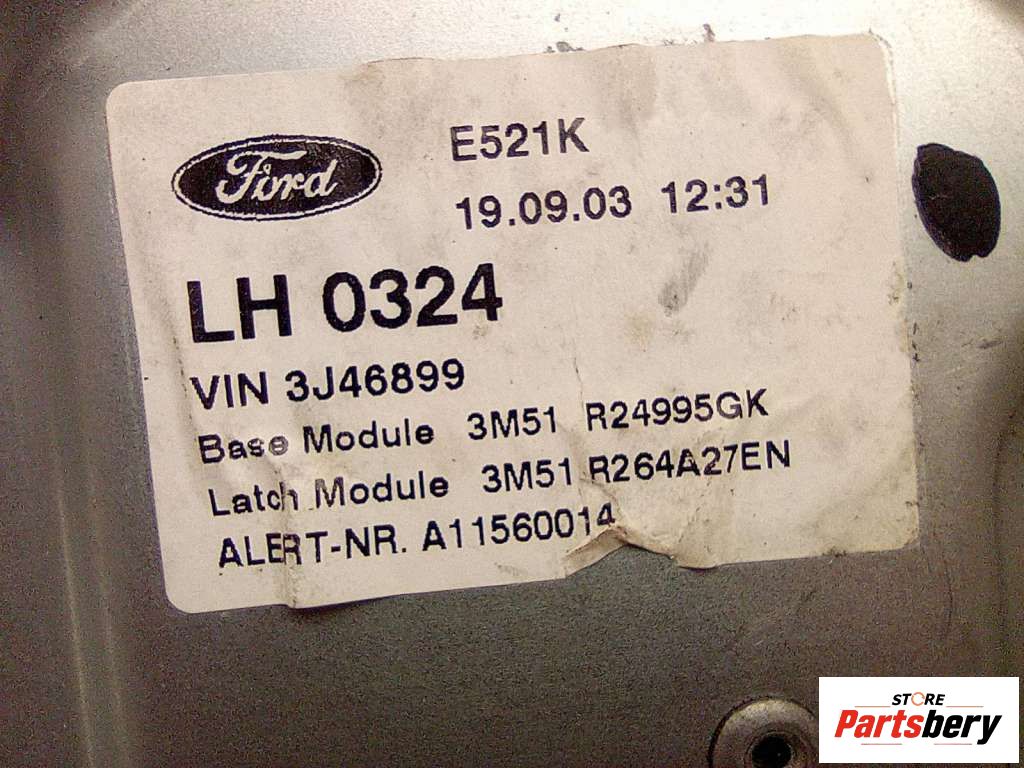 Ford
E521K
19.09.03 12:31
LH 0324
VIN 3J46899
Base Module 3M51 R24995GK
Latch Module 3M51 R264A27EN
ALERT-NR. A11560014
STORE
Partsbery